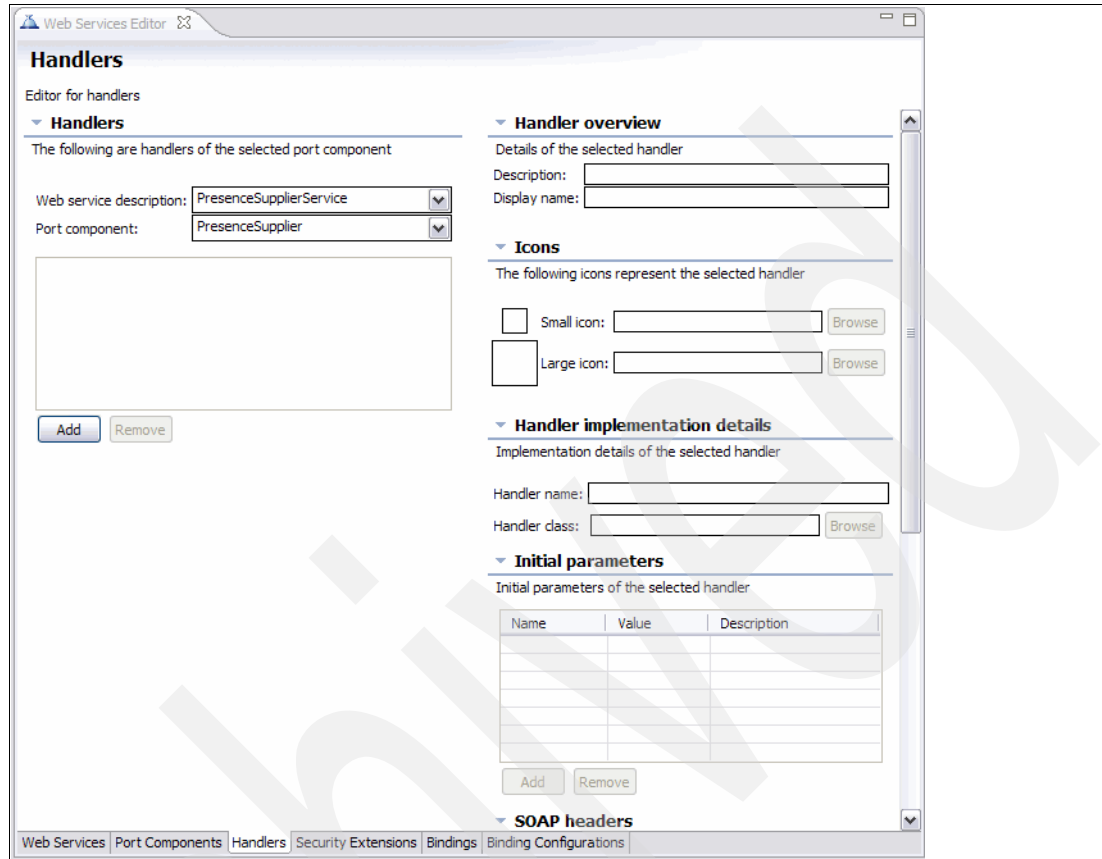 Web Services Editor
Handlers
Editor for handlers
Handlers
The following are handlers of the selected port component
Web service description: PresenceSupplierService
Port component: PresenceSupplier
Add Remove
Handler overview
Details of the selected handler
Description:
Display name:
Icons
The following icons represent the selected handler
Small icon: Browse
Large icon: Browse
Handler implementation details
Implementation details of the selected handler
Handler name:
Handler class: Browse
Initial parameters
Initial parameters of the selected handler
Name Value Description
Add Remove
SOAP headers
Web Services Port Components Handlers Security Extensions Bindings Binding Configurations
hived